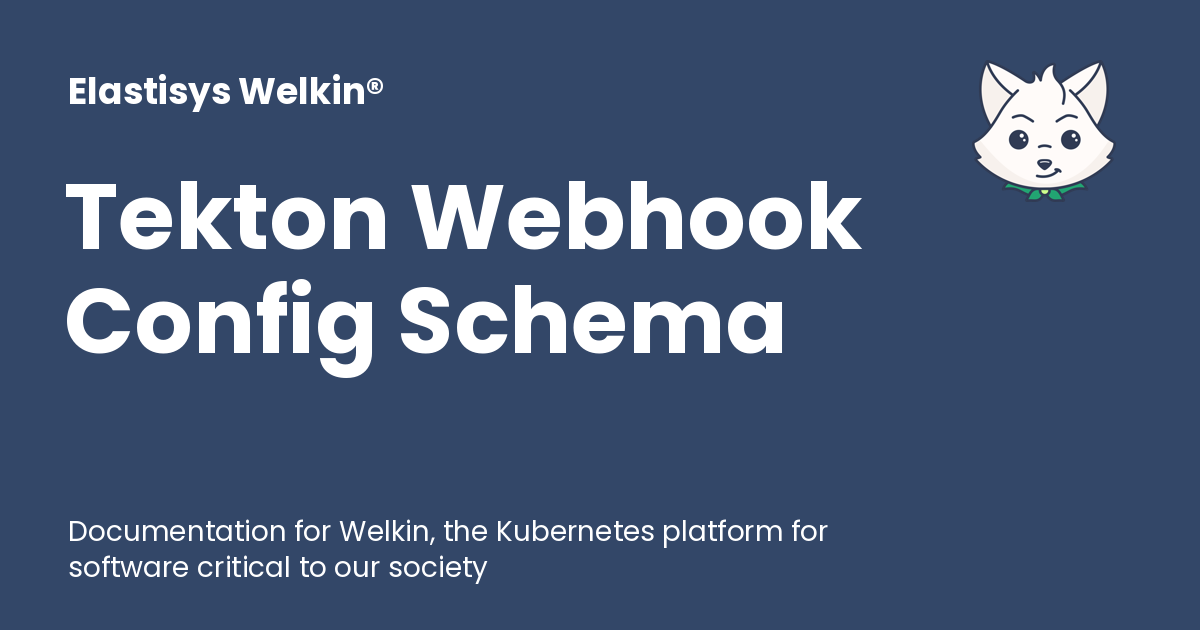 Elastisys Welkin®
Tekton Webhook
Config Schema
Documentation for Welkin, the Kubernetes platform for
software critical to our society